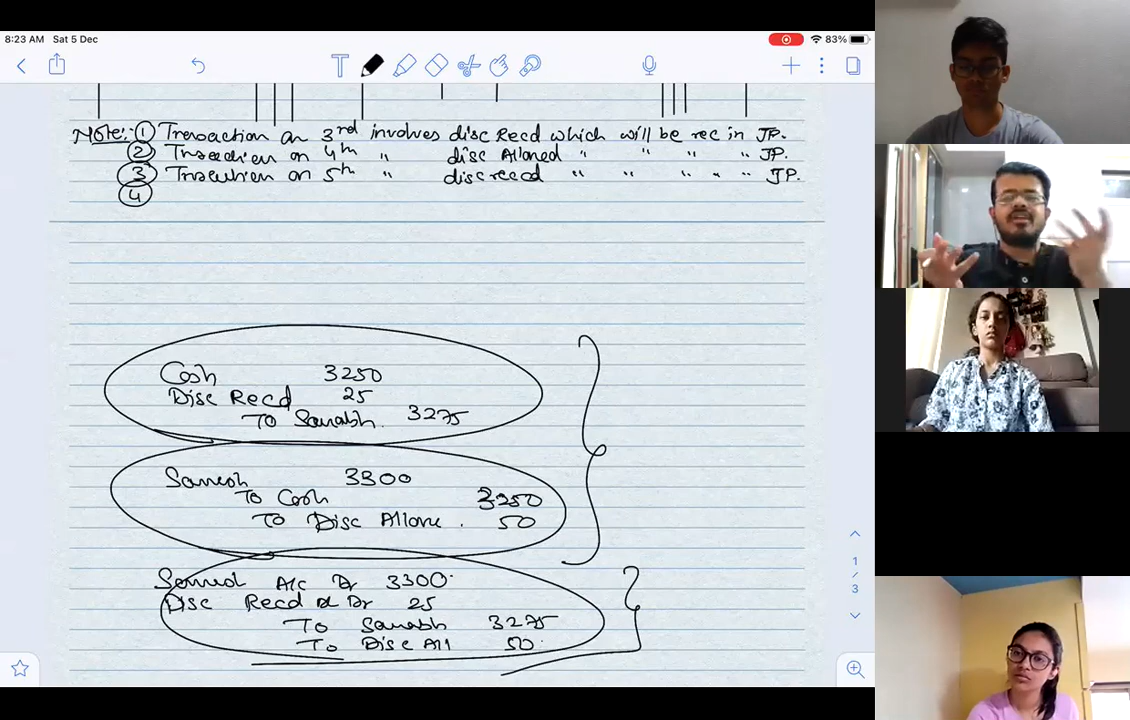 8:23 AM Sat 5 Dec
83%
T
Note:- 1 Transaction on 3rd involves disc Recd which will be rec in JP.
2 Transaction on 4th " disc Allowed " " " " JP.
3 Transaction on 5th " disc recd " " " " " JP.
4
Cash 3250
Disc Recd 25
To Saurabh. 3275
3300
To Cash 3250
To Disc Allowe . 50
A/c Dr 3300
Disc Recd Dr 25
To Saurabh 3275
To Disc All 50
1
/
3